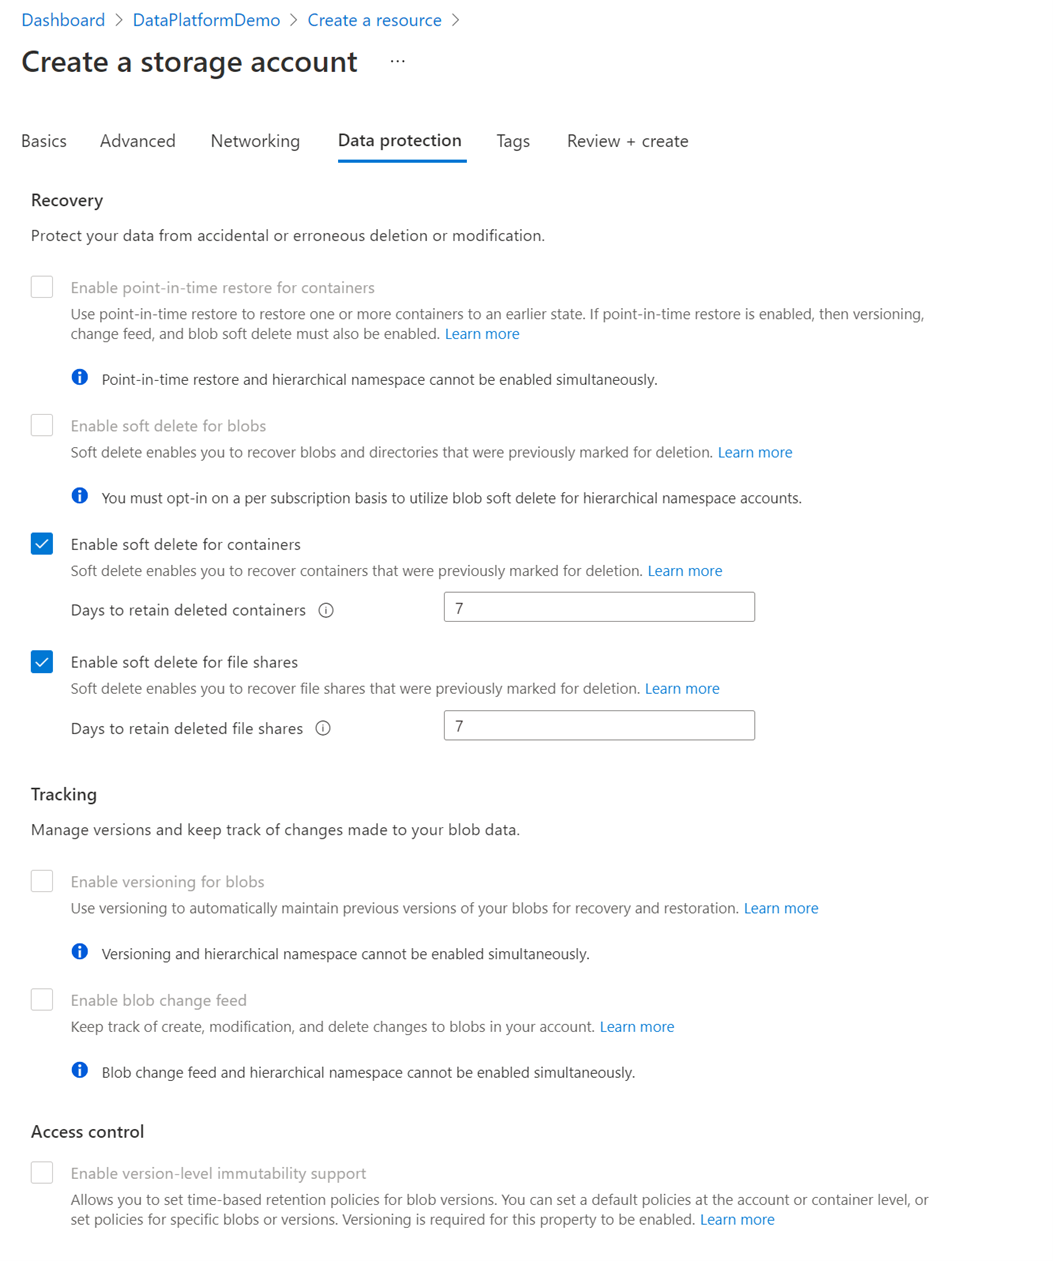 Dashboard > DataPlatformDemo > Create a resource >
Create a storage account ...
Basics Advanced Networking Data protection Tags Review + create
Recovery
Protect your data from accidental or erroneous deletion or modification.
Enable point-in-time restore for containers
Use point-in-time restore to restore one or more containers to an earlier state. If point-in-time restore is enabled, then versioning,
change feed, and blob soft delete must also be enabled. Learn more
Point-in-time restore and hierarchical namespace cannot be enabled simultaneously.
Enable soft delete for blobs
Soft delete enables you to recover blobs and directories that were previously marked for deletion. Learn more
You must opt-in on a per subscription basis to utilize blob soft delete for hierarchical namespace accounts.
Enable soft delete for containers
Soft delete enables you to recover containers that were previously marked for deletion. Learn more
Days to retain deleted containers 7
Enable soft delete for file shares
Soft delete enables you to recover file shares that were previously marked for deletion. Learn more
Days to retain deleted file shares 7
Tracking
Manage versions and keep track of changes made to your blob data.
Enable versioning for blobs
Use versioning to automatically maintain previous versions of your blobs for recovery and restoration. Learn more
Versioning and hierarchical namespace cannot be enabled simultaneously.
Enable blob change feed
Keep track of create, modification, and delete changes to blobs in your account. Learn more
Blob change feed and hierarchical namespace cannot be enabled simultaneously.
Access control
Enable version-level immutability support
Allows you to set time-based retention policies for blob versions. You can set a default policies at the account or container level, or
set policies for specific blobs or versions. Versioning is required for this property to be enabled. Learn more